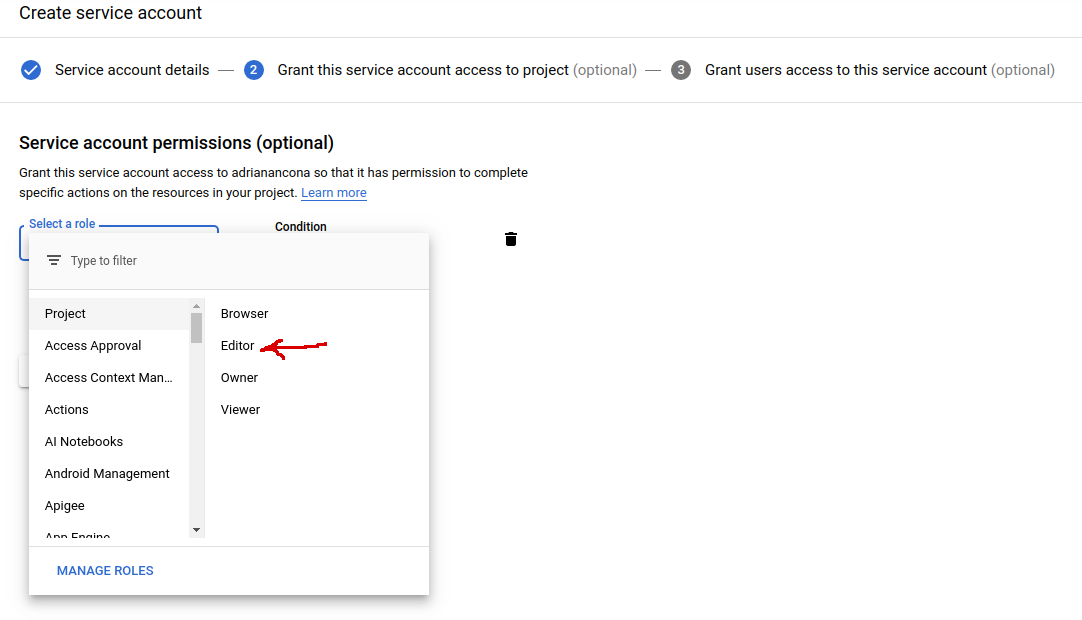 Create service account
Service account details — 2 Grant this service account access to project (optional) — 3 Grant users access to this service account (optional)
Service account permissions (optional)
Grant this service account access to adrianancona so that it has permission to complete
specific actions on the resources in your project. Learn more
Select a role
Condition
Type to filter
Project
Access Approval
Access Context Man...
Actions
AI Notebooks
Android Management
Apigee
App Engine
Browser
Editor
Owner
Viewer
MANAGE ROLES